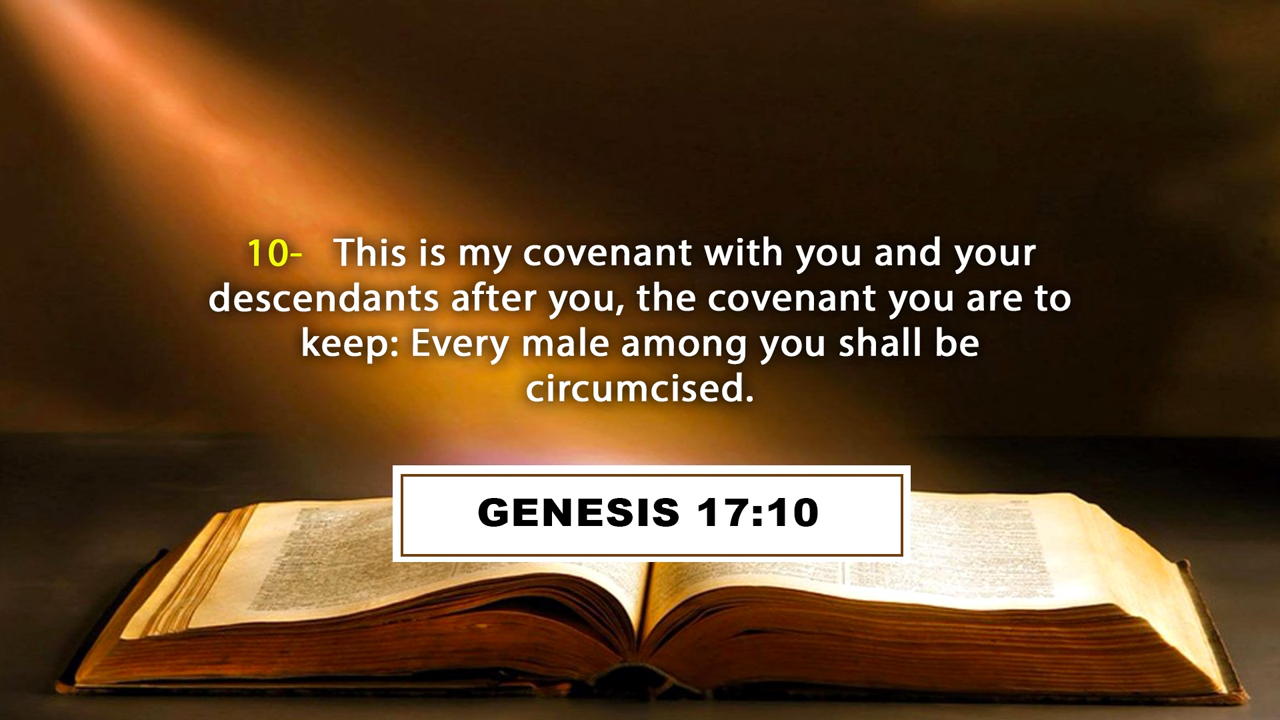 10- This is my covenant with you and your
descendants after you, the covenant you are to
keep: Every male among you shall be
circumcised.
GENESIS 17:10